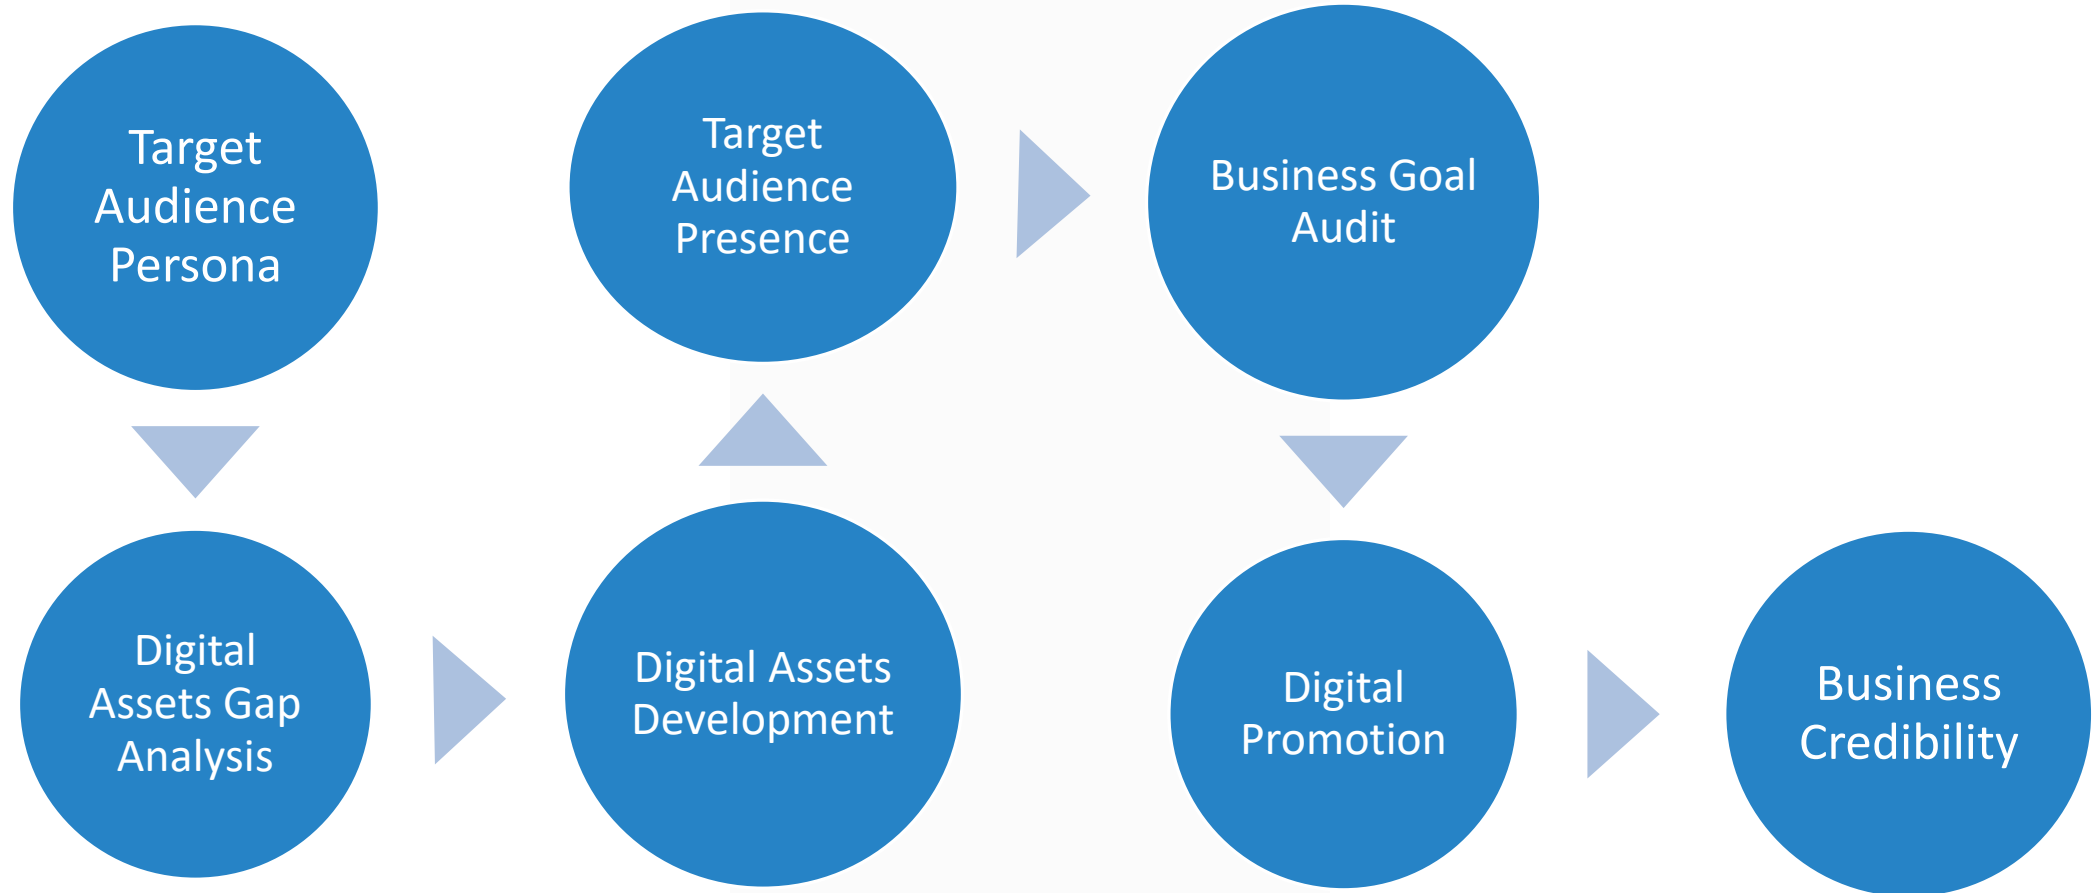 Target
Audience
Persona
Digital
Assets Gap
Analysis
Digital Assets
Development
Target
Audience
Presence
Business Goal
Audit
Digital
Promotion
Business
Credibility